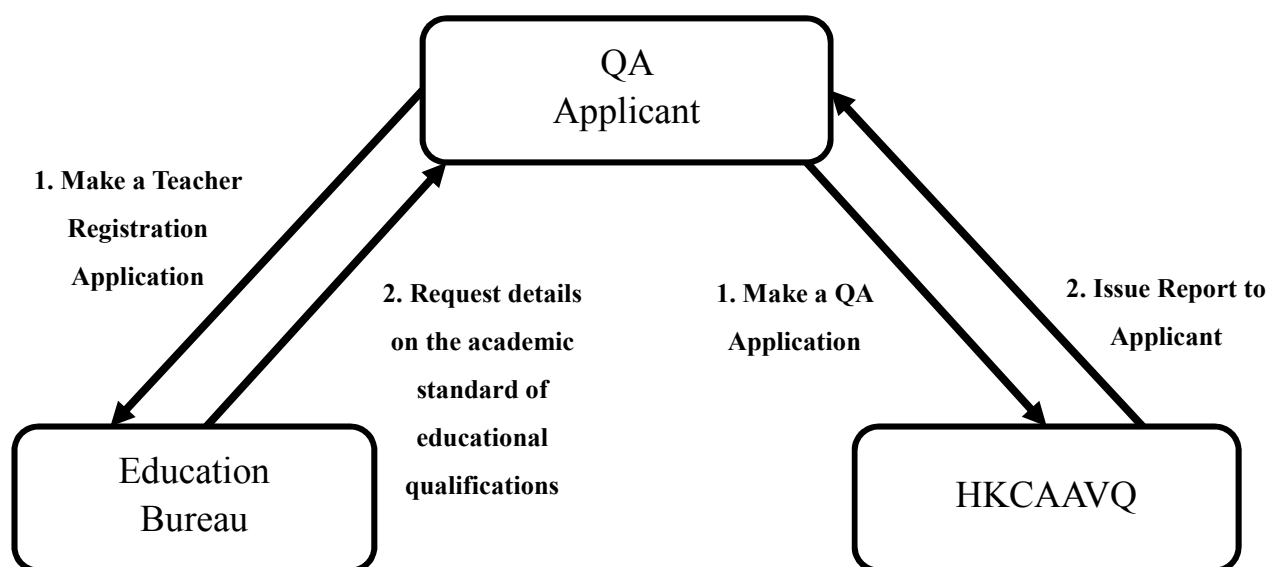 QA
Applicant
1. Make a Teacher
Registration
Application
2. Request details
on the academic
standard of
educational
qualifications
1. Make a QA
Application
2. Issue Report to
Applicant
Education
Bureau
HKCAAVQ